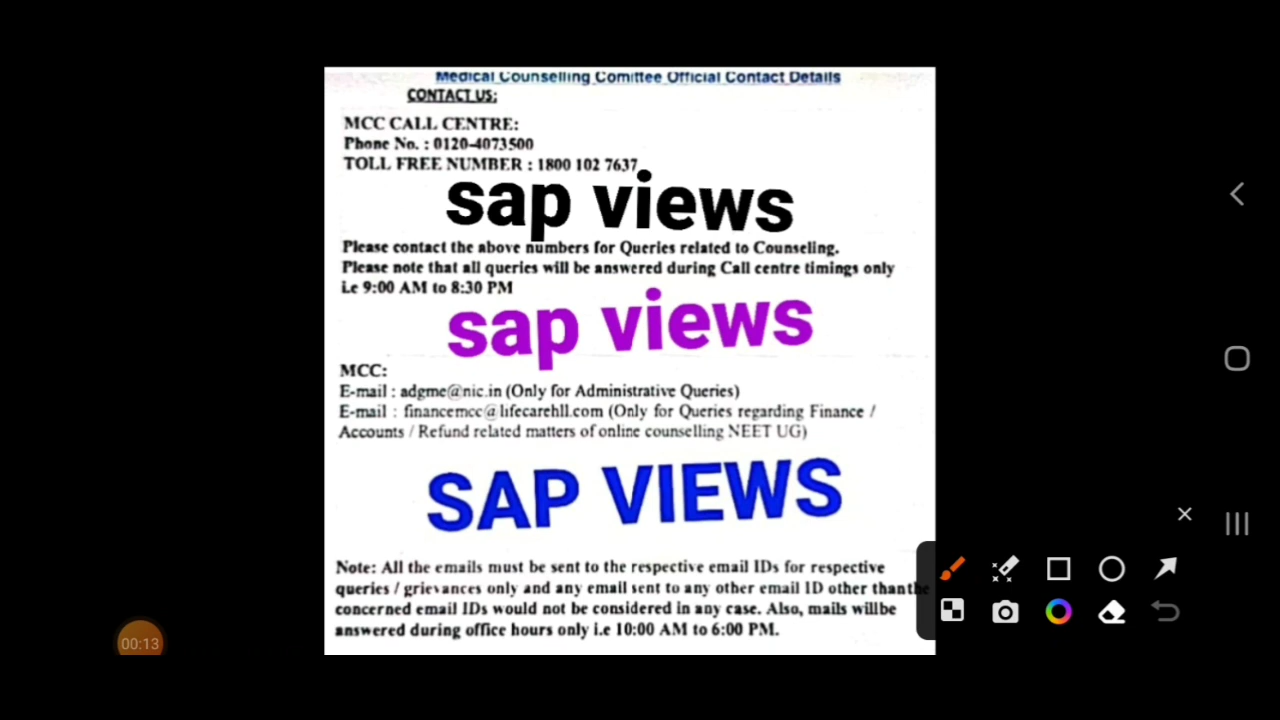 Medical Counselling Comittee Official Contact Details
CONTACT US:
MCC CALL CENTRE:
Phone No. : 0120-4073500
TOLL FREE NUMBER : 1800 102 7637
sap views
Please contact the above numbers for Queries related to Counseling.
Please note that all queries will be answered during Call centre timings only
i.e 9:00 AM to 8:30 PM
sap views
MCC:
E-mail : adgme@nic.in (Only for Administrative Queries)
E-mail : financemcc@lifecarehll.com (Only for Queries regarding Finance /
Accounts / Refund related matters of online counselling NEET UG)
SAP VIEWS
Note: All the emails must be sent to the respective email IDs for respective
queries / grievances only and any email sent to any other email ID other thanthe
concerned email IDs would not be considered in any case. Also, mails willbe
answered during office hours only i.e 10:00 AM to 6:00 PM.
00:13